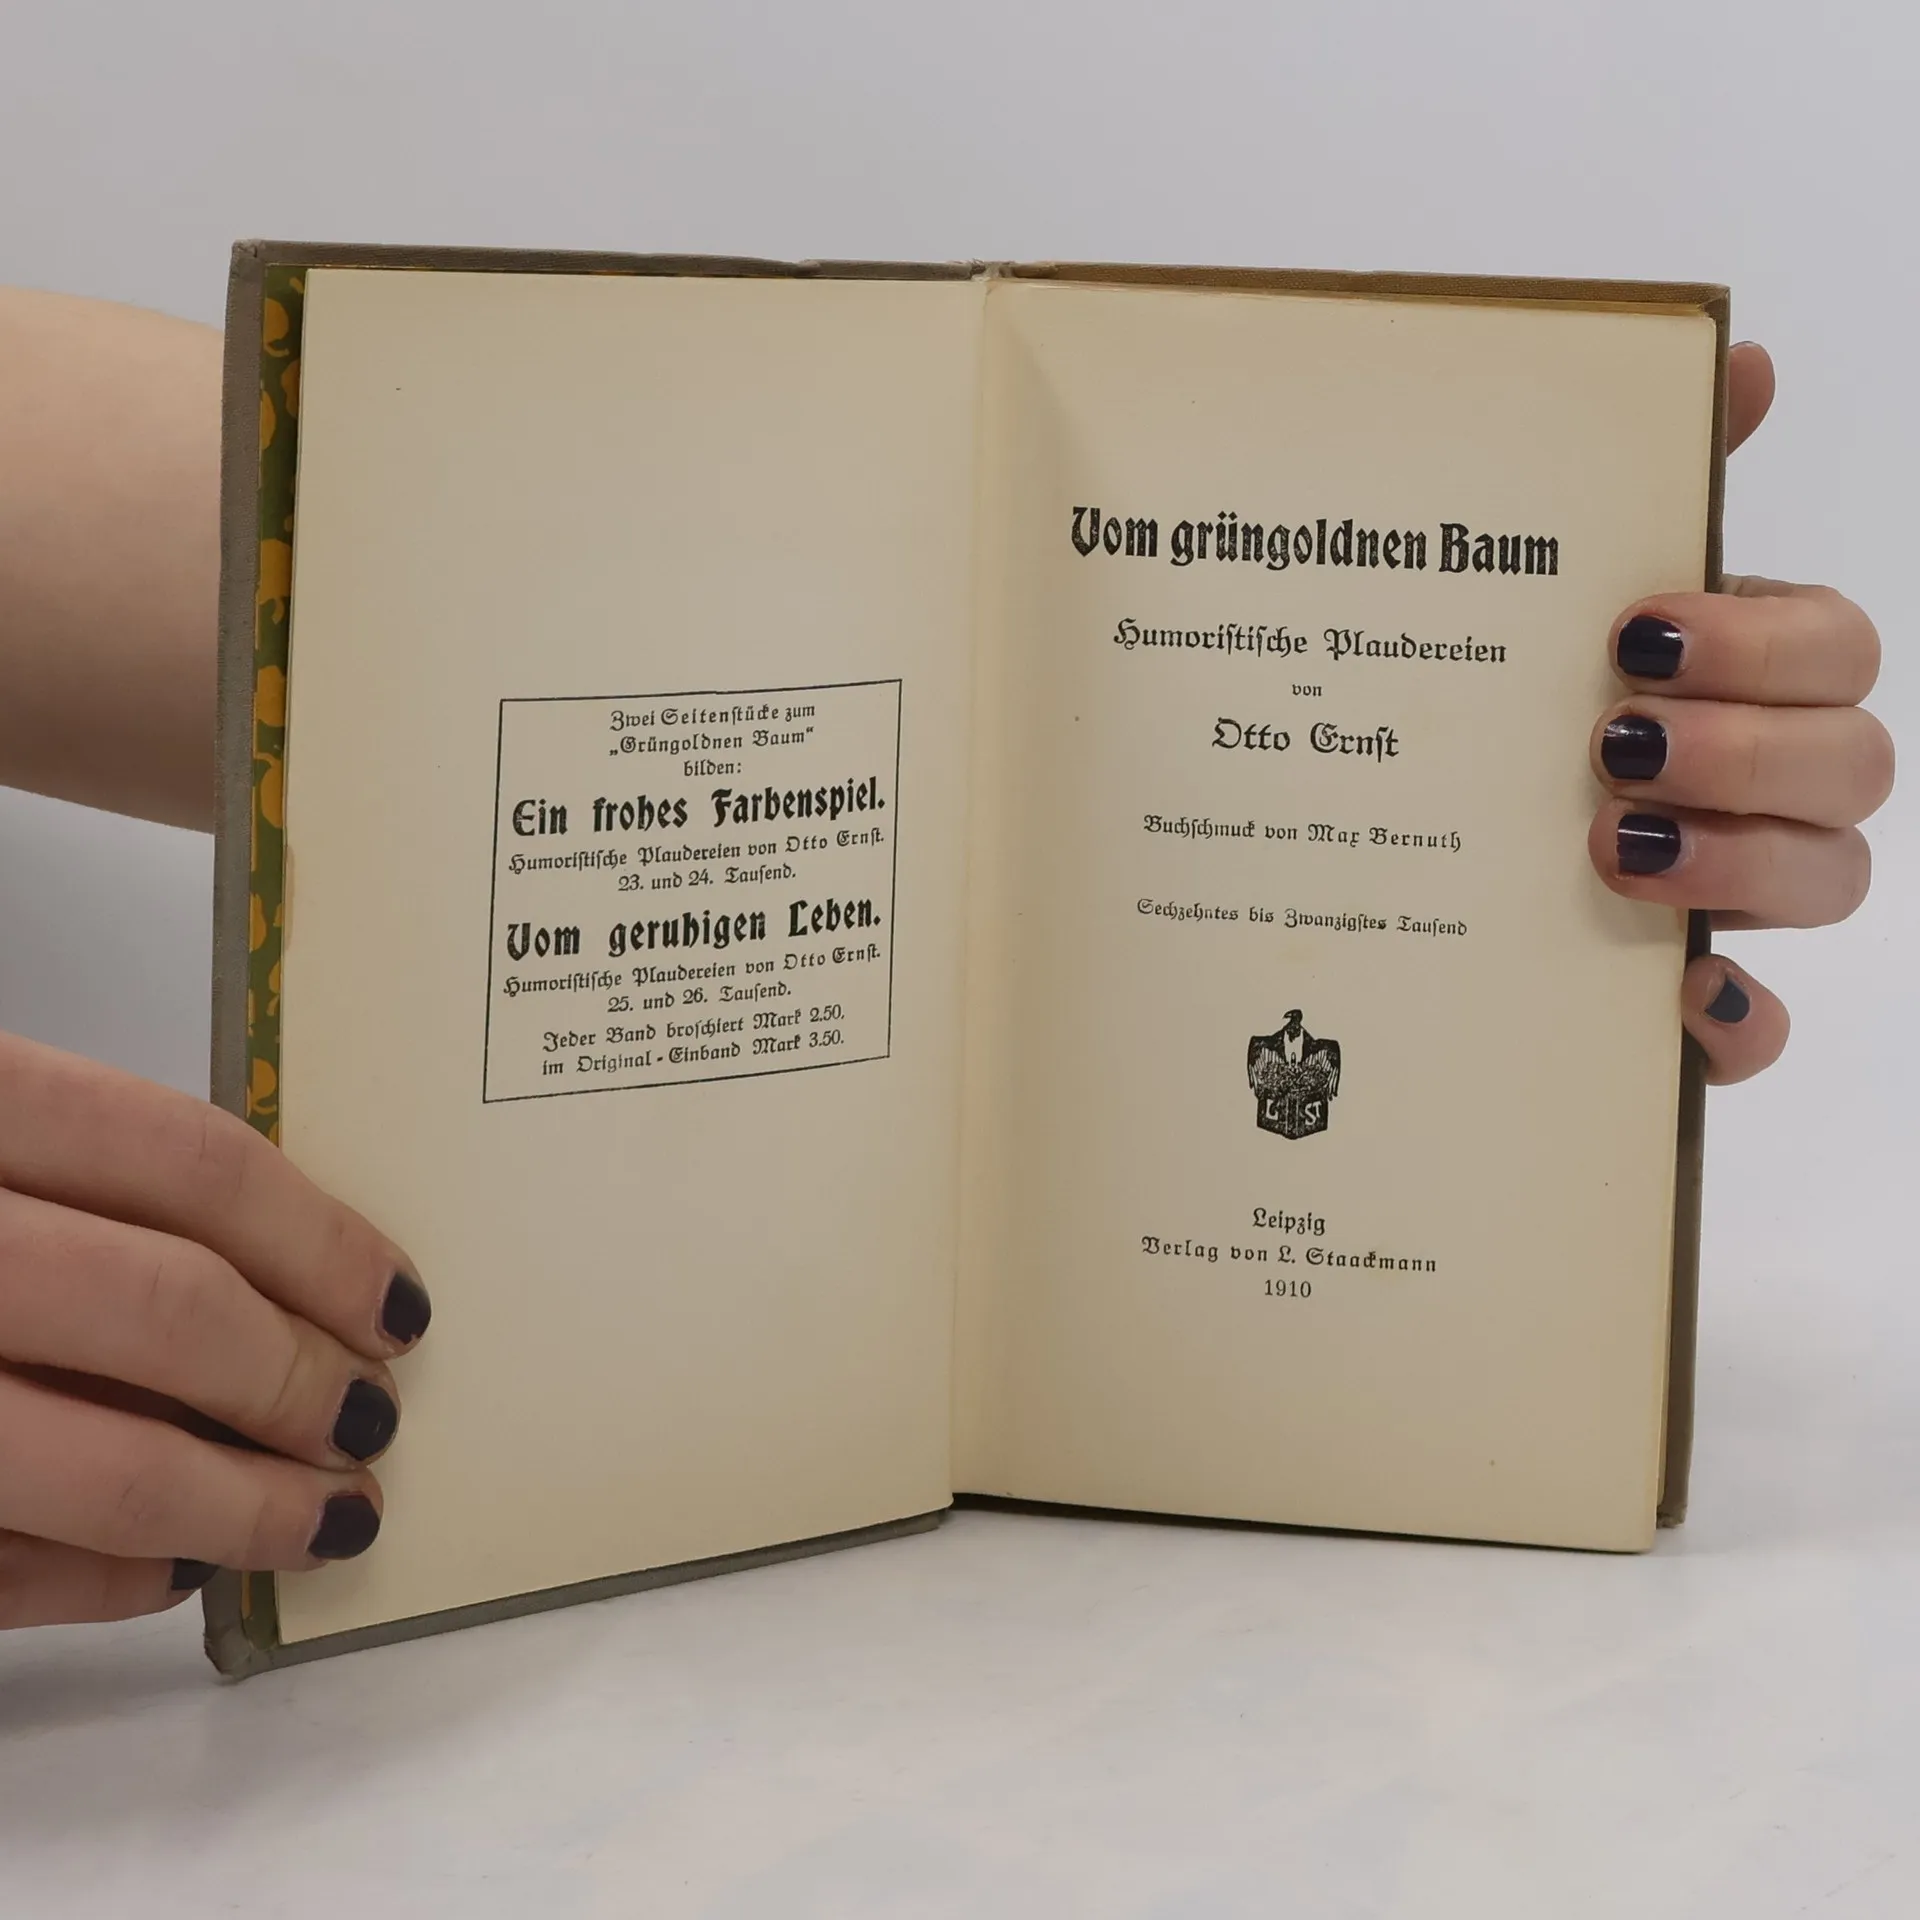 Zwei Seitenstücke zum
„Grüngoldnen Baum“
bilden:
Ein frohes Farbenspiel.
Humoristische Plaudereien von Otto Ernst.
23. und 24. Tausend.
Vom geruhigen Leben.
Humoristische Plaudereien von Otto Ernst.
25. und 26. Tausend.
Jeder Band broschiert Mark 2.50,
im Original-Einband Mark 3.50.
Vom grüngoldnen Baum
Humoristische Plaudereien
von
Otto Ernst
Buchschmuck von Max Bernuth
Sechzehntes bis Zwanzigstes Tausend
L ST
Leipzig
Verlag von L. Staackmann
1910